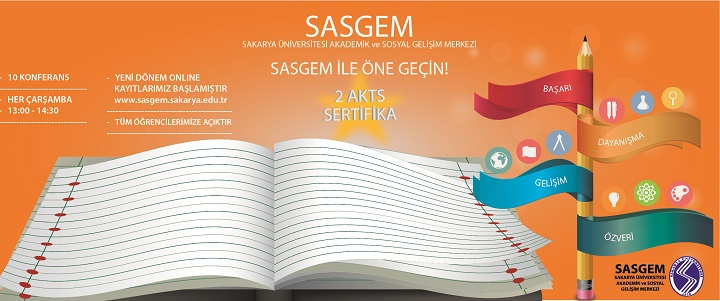 SASGEM
SAKARYA ÜNİVERSİTESİ AKADEMİK ve SOSYAL GELİŞİM MERKEZİ
SASGEM İLE ÖNE GEÇİN!
2 AKTS
SERTİFİKA
- 10 KONFERANS
- HER ÇARŞAMBA
13:00 - 14:30
- YENİ DÖNEM ONLINE
KAYITLARIMIZ BAŞLAMIŞTIR
www.sasgem.sakarya.edu.tr
- TÜM ÖĞRENCİLERİMİZE AÇIKTIR
BAŞARI
DAYANIŞMA
GELİŞİM
ÖZVERİ
SASGEM
SAKARYA ÜNİVERSİTESİ
AKADEMİK ve SOSYAL
GELİŞİM MERKEZİ